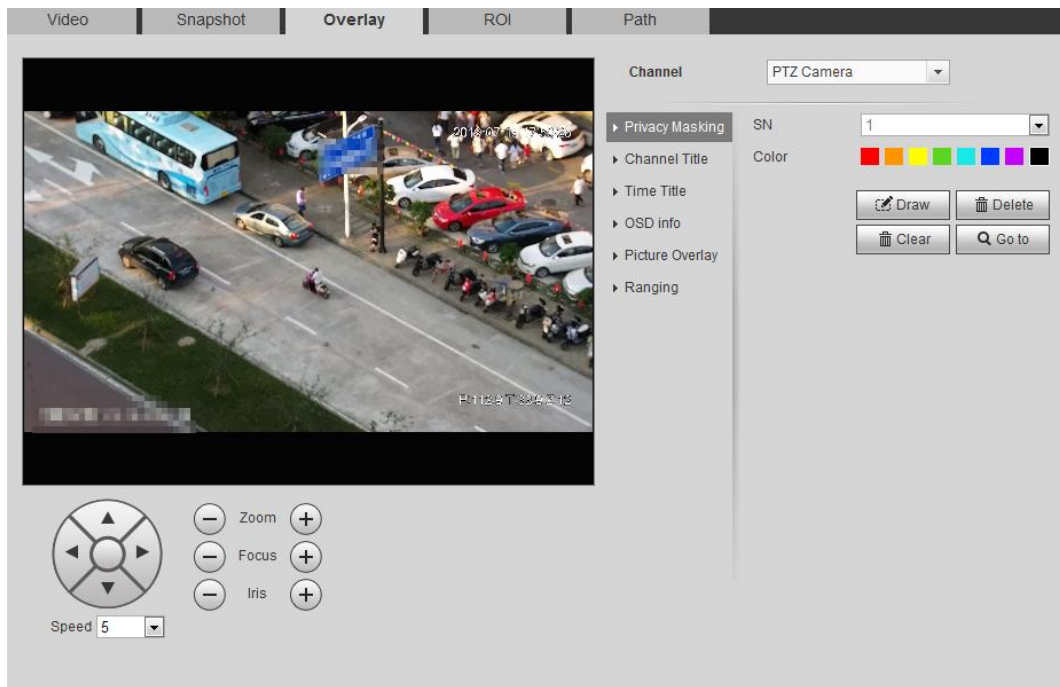 Video Snapshot Overlay ROI Path
Channel PTZ Camera
Privacy Masking
Channel Title
Time Title
OSD info
Picture Overlay
Ranging
SN 1
Color
Draw Delete
Clear Go to
Zoom
Focus
Iris
Speed 5